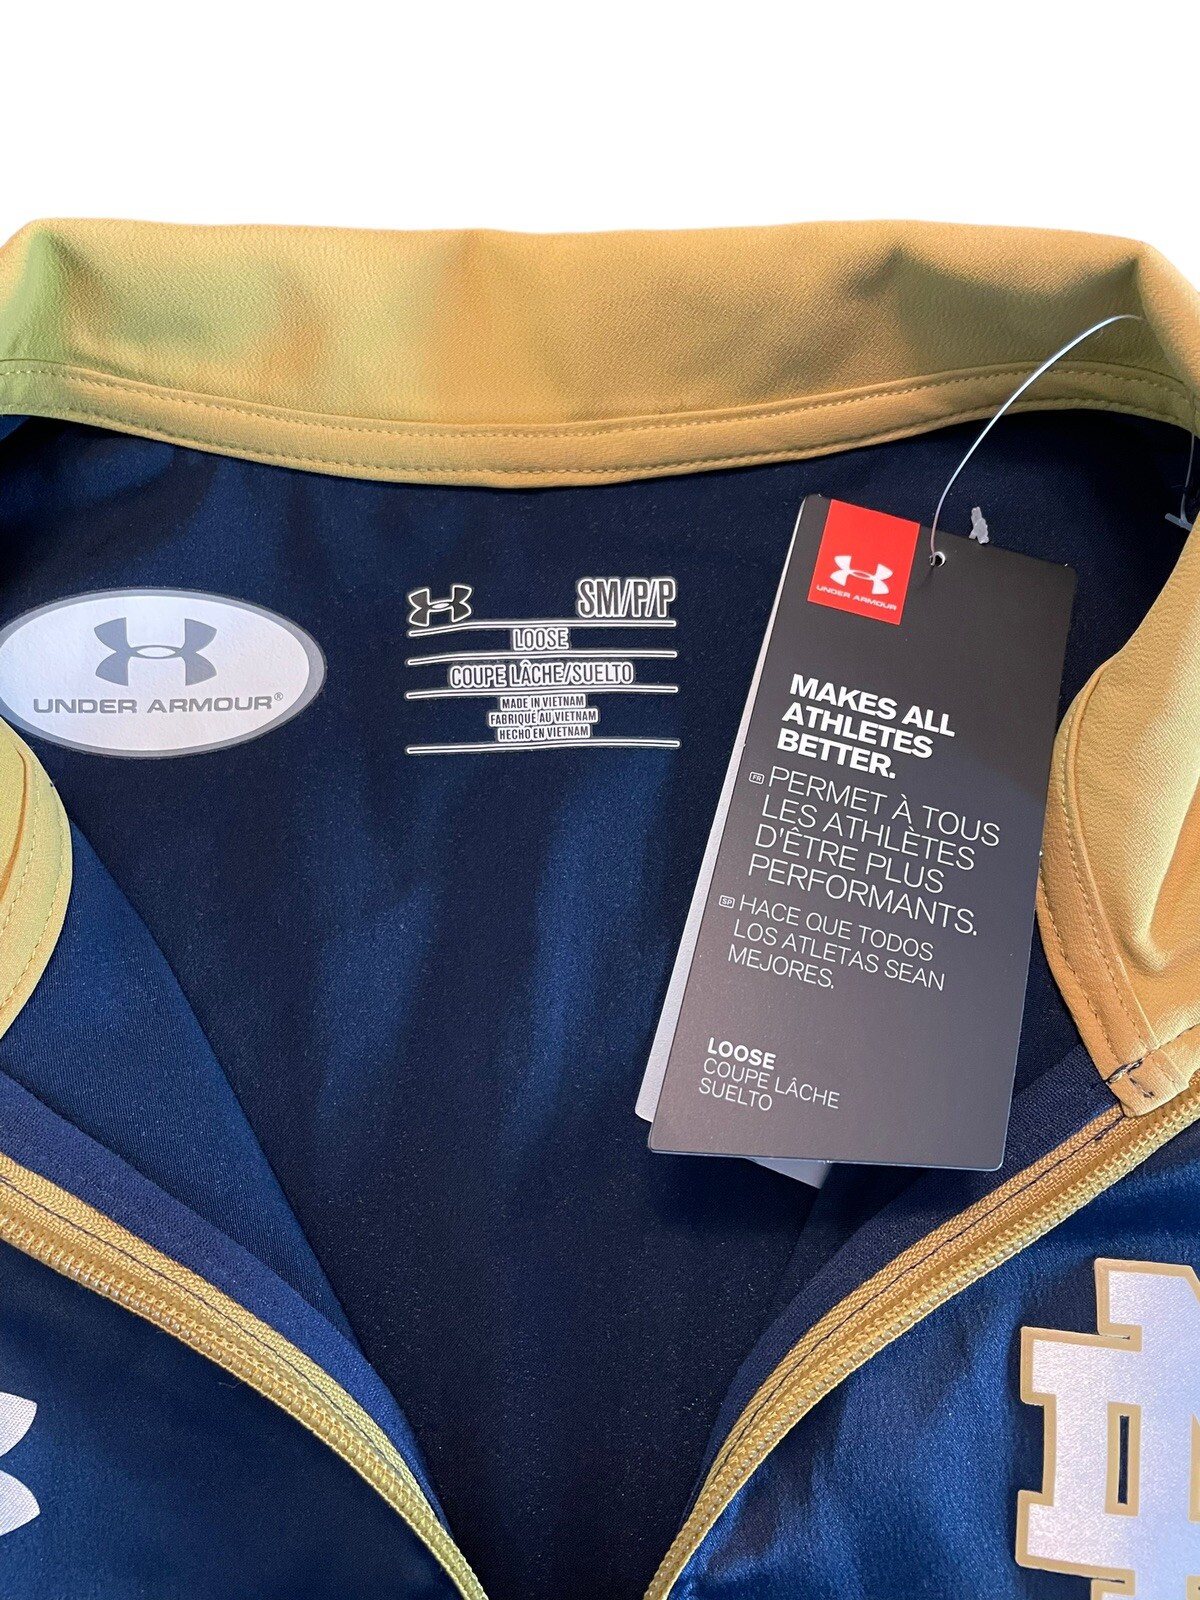 UNDER ARMOUR®
SM/P/P
LOOSE
COUPE LÂCHE/SUELTO
MADE IN VIETNAM
FABRIQUÉ AU VIETNAM
HECHO EN VIETNAM
UNDER ARMOUR
MAKES ALL
ATHLETES
BETTER.
FR PERMET À TOUS
LES ATHLÈTES
D'ÊTRE PLUS
PERFORMANTS.
SP HACE QUE TODOS
LOS ATLETAS SEAN
MEJORES.
LOOSE
COUPE LÂCHE
SUELTO